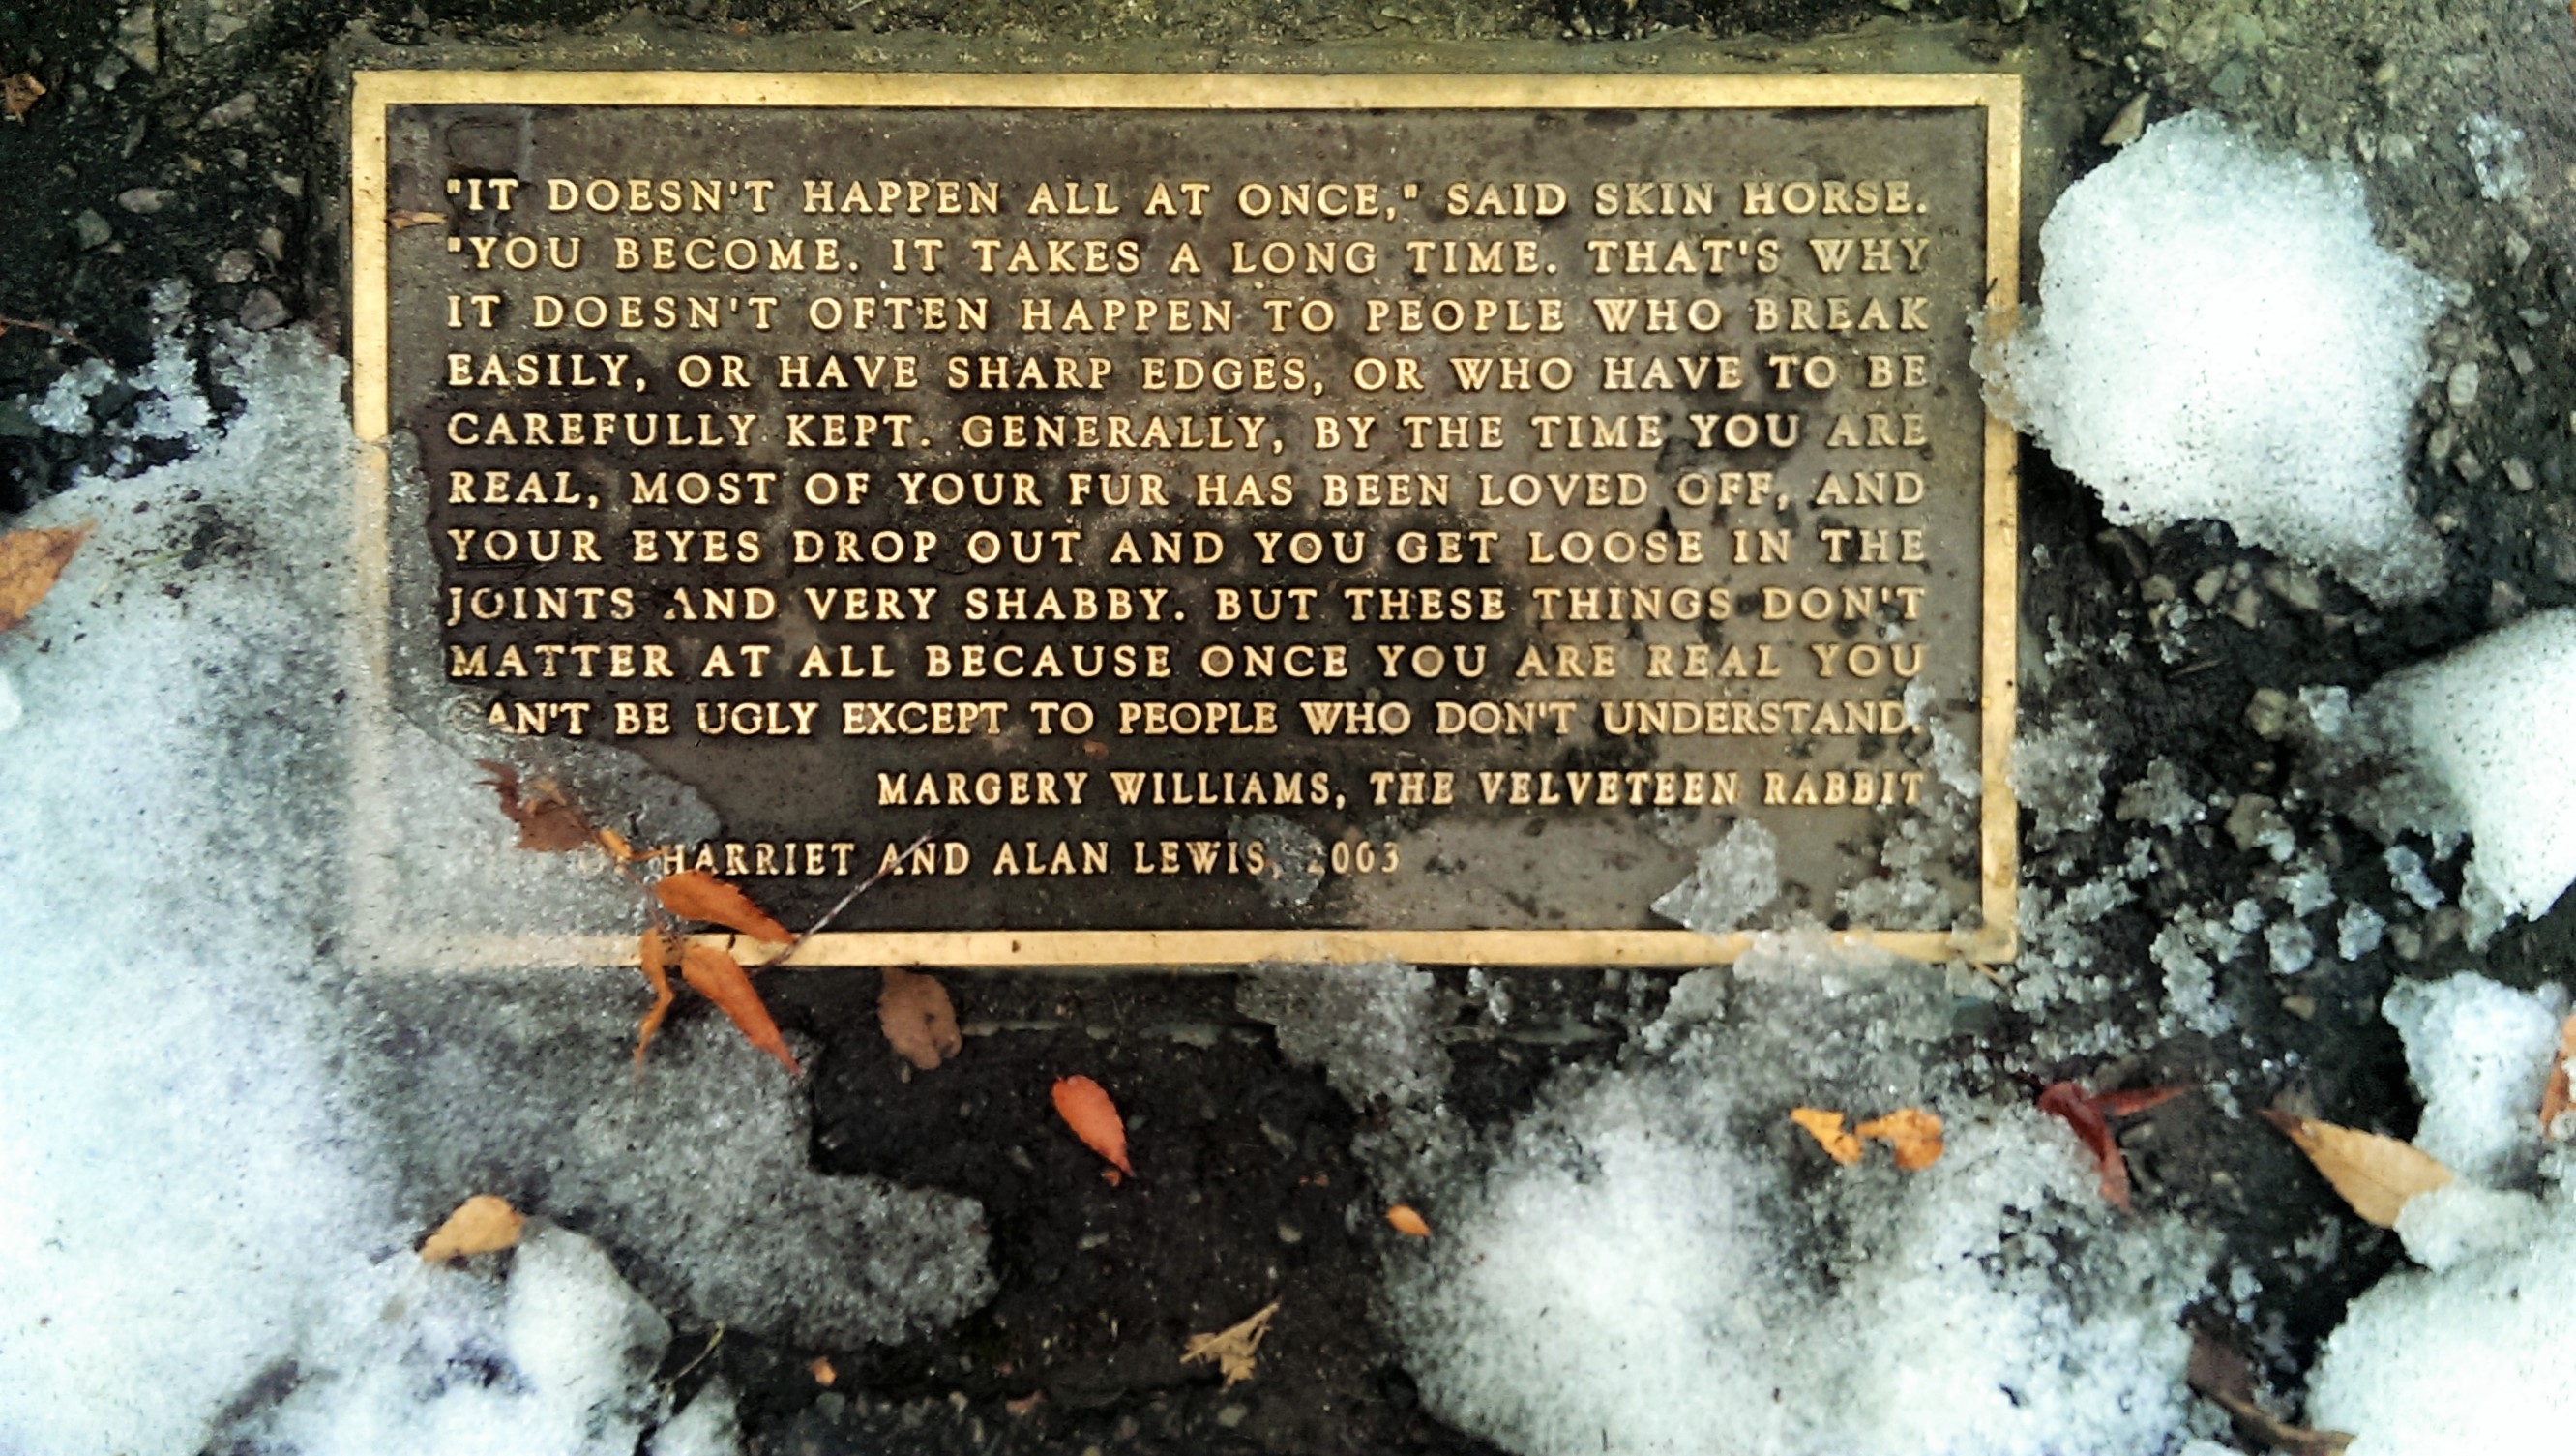 "IT DOESN'T HAPPEN ALL AT ONCE," SAID SKIN HORSE.
"YOU BECOME. IT TAKES A LONG TIME. THAT'S WHY
IT DOESN'T OFTEN HAPPEN TO PEOPLE WHO BREAK
EASILY, OR HAVE SHARP EDGES, OR WHO HAVE TO BE
CAREFULLY KEPT. GENERALLY, BY THE TIME YOU ARE
REAL, MOST OF YOUR FUR HAS BEEN LOVED OFF, AND
YOUR EYES DROP OUT AND YOU GET LOOSE IN THE
JOINTS AND VERY SHABBY. BUT THESE THINGS DON'T
MATTER AT ALL BECAUSE ONCE YOU ARE REAL YOU
CAN'T BE UGLY EXCEPT TO PEOPLE WHO DON'T UNDERSTAND.
MARGERY WILLIAMS, THE VELVETEEN RABBIT
HARRIET AND ALAN LEWIS, 2003